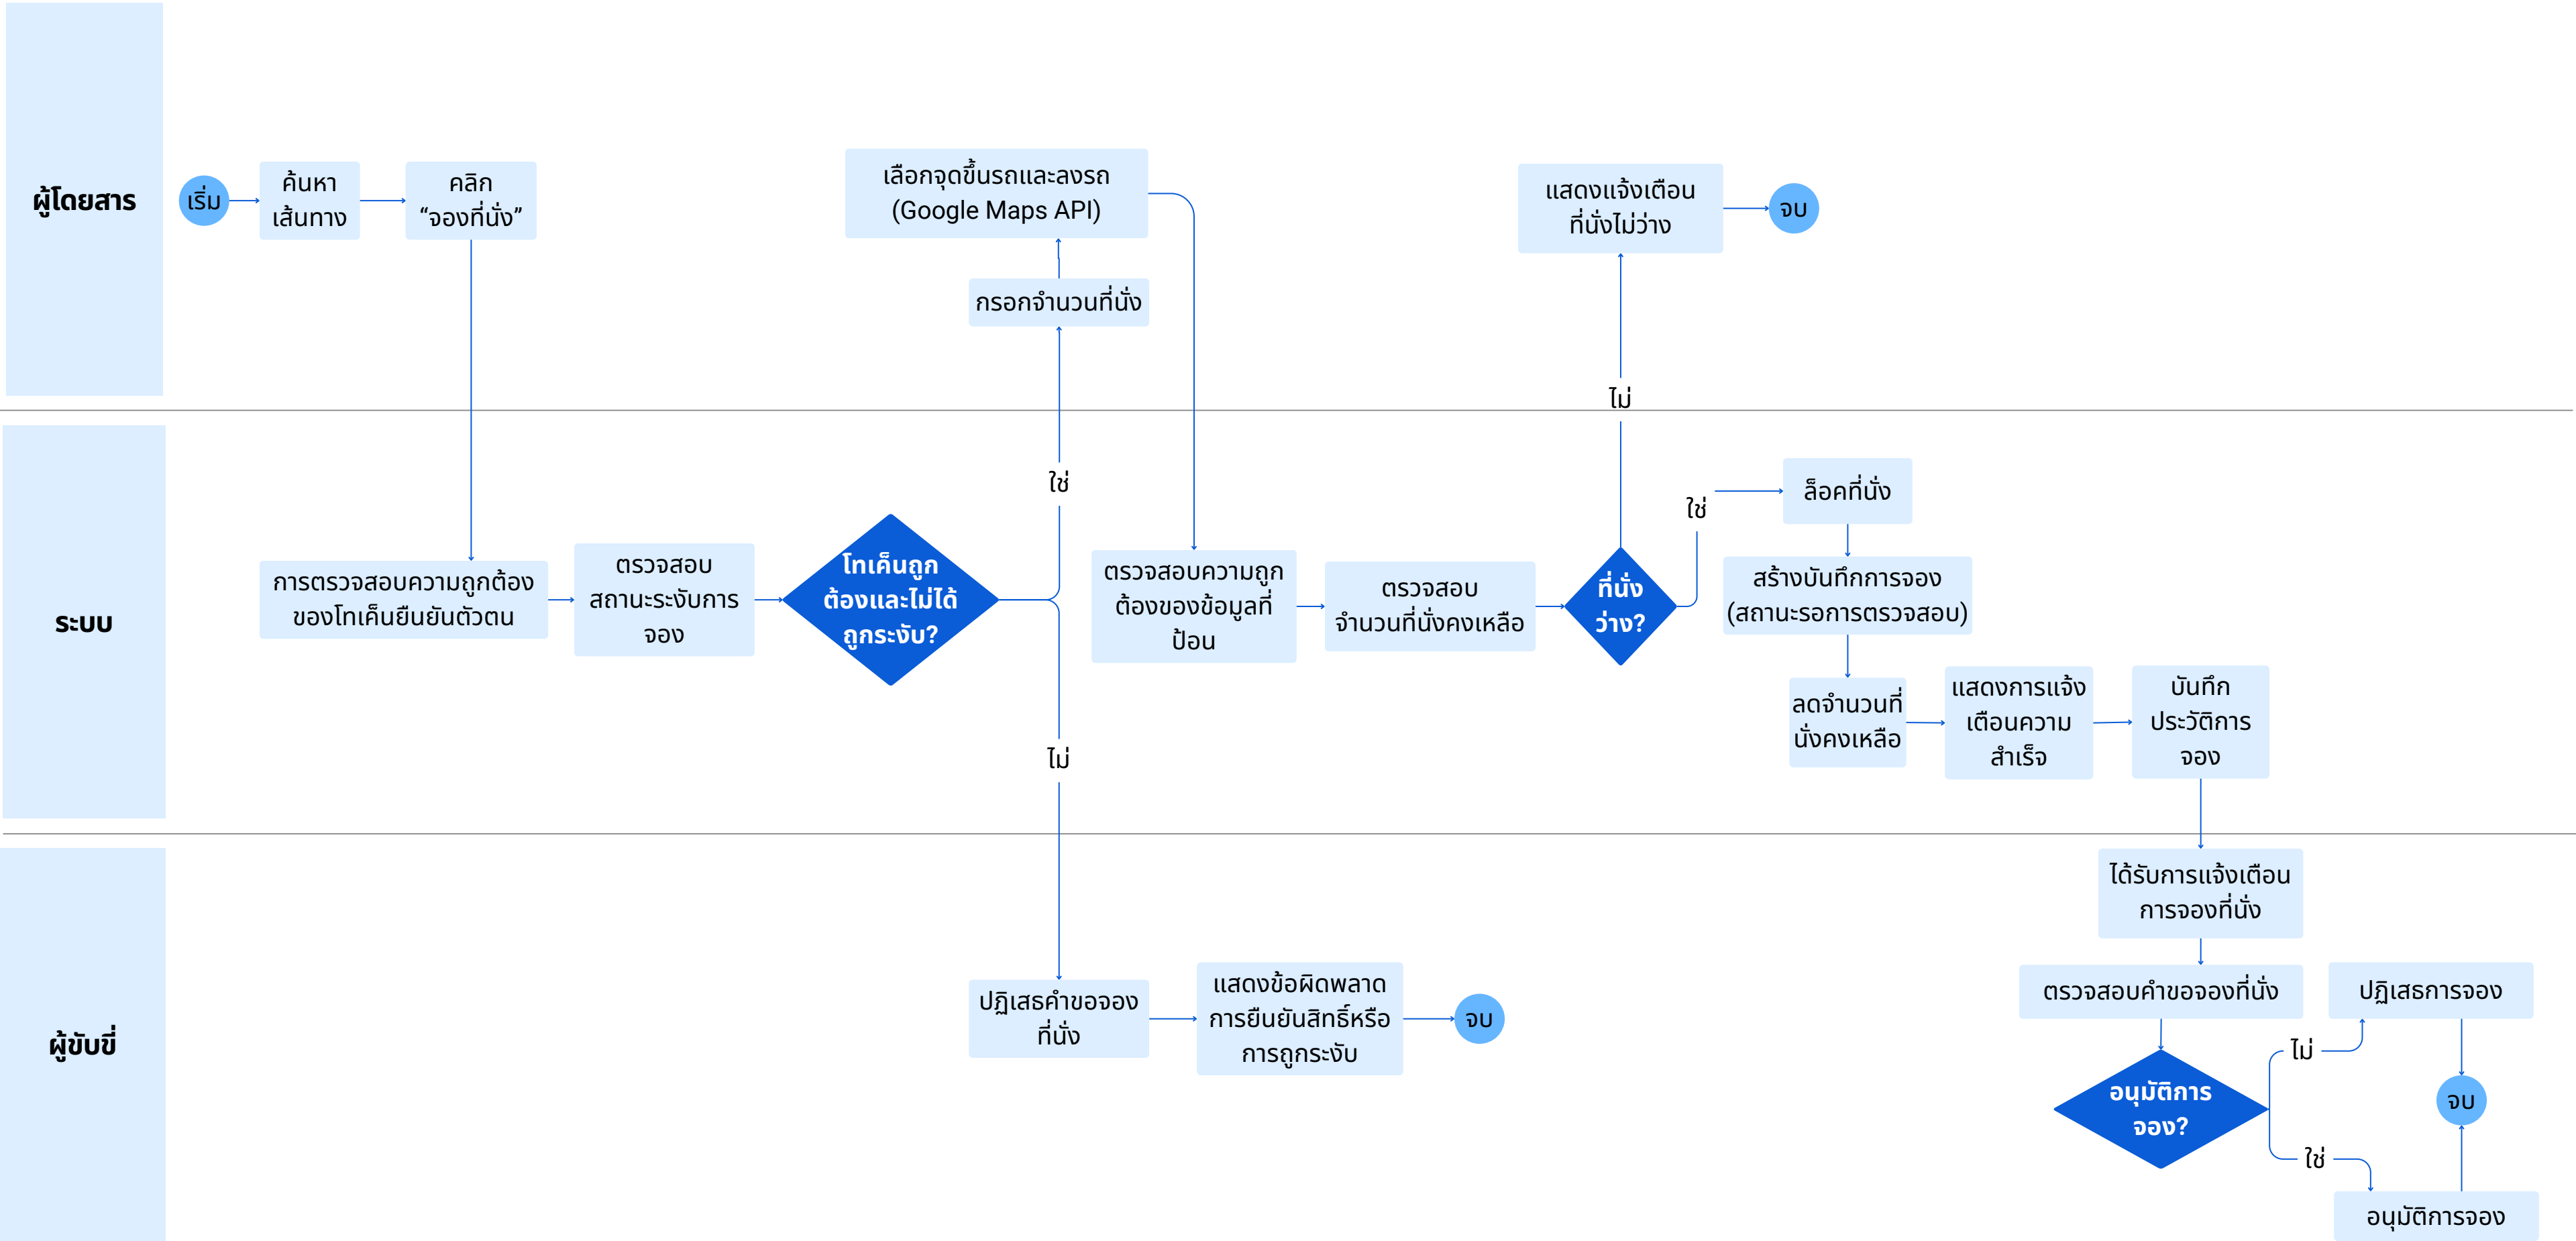 ผู้โดยสาร
เริ่ม
ค้นหา
เส้นทาง
คลิก
“จองที่นั่ง”
เลือกจุดขึ้นรถและลงรถ
(Google Maps API)
กรอกจำนวนที่นั่ง
แสดงแจ้งเตือน
ที่นั่งไม่ว่าง
จบ
ไม่
ระบบ
การตรวจสอบความถูกต้อง
ของโทเค็นยืนยันตัวตน
ตรวจสอบ
สถานะระงับการ
จอง
โทเค็นถูก
ต้องและไม่ได้
ถูกระงับ?
ใช่
ไม่
ตรวจสอบความถูก
ต้องของข้อมูลที่
ป้อน
ตรวจสอบ
จำนวนที่นั่งคงเหลือ
ที่นั่ง
ว่าง?
ใช่
ล็อคที่นั่ง
สร้างบันทึกการจอง
(สถานะรอการตรวจสอบ)
ลดจำนวนที่
นั่งคงเหลือ
แสดงการแจ้ง
เตือนความ
สำเร็จ
บันทึก
ประวัติการ
จอง
ผู้ขับขี่
ปฏิเสธคำขอจอง
ที่นั่ง
แสดงข้อผิดพลาด
การยืนยันสิทธิ์หรือ
การถูกระงับ
จบ
ได้รับการแจ้งเตือน
การจองที่นั่ง
ตรวจสอบคำขอจองที่นั่ง
อนุมัติการ
จอง?
ไม่
ปฏิเสธการจอง
จบ
ใช่
อนุมัติการจอง